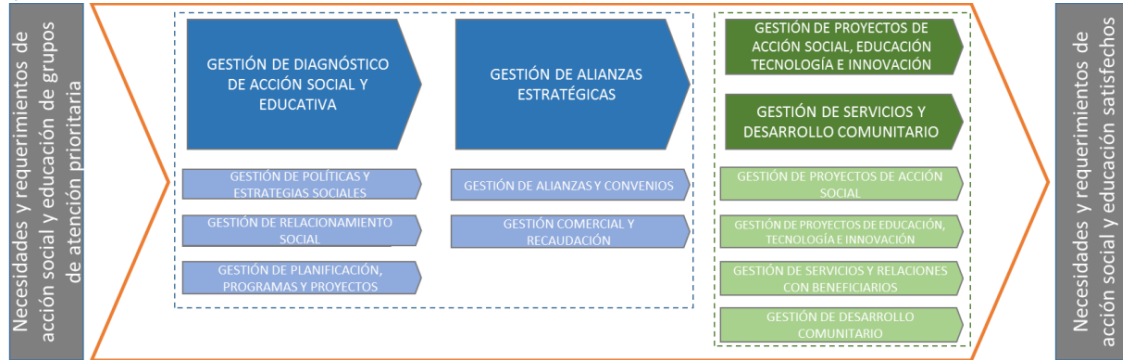 Necesidades y requerimientos de
acción social y educación de grupos
de atención prioritaria
GESTIÓN DE DIAGNÓSTICO
DE ACCIÓN SOCIAL Y
EDUCATIVA
GESTIÓN DE POLÍTICAS Y
ESTRATEGIAS SOCIALES
GESTIÓN DE RELACIONAMIENTO
SOCIAL
GESTIÓN DE PLANIFICACIÓN,
PROGRAMAS Y PROYECTOS
GESTIÓN DE ALIANZAS
ESTRATÉGICAS
GESTIÓN DE ALIANZAS Y CONVENIOS
GESTIÓN COMERCIAL Y
RECAUDACIÓN
GESTIÓN DE PROYECTOS DE
ACCIÓN SOCIAL, EDUCACIÓN
TECNOLOGÍA E INNOVACIÓN
GESTIÓN DE SERVICIOS Y
DESARROLLO COMUNITARIO
GESTIÓN DE PROYECTOS DE ACCIÓN
SOCIAL
GESTIÓN DE PROYECTOS DE EDUCACIÓN,
TECNOLOGÍA E INNOVACIÓN
GESTIÓN DE SERVICIOS Y RELACIONES
CON BENEFICIARIOS
GESTIÓN DE DESARROLLO
COMUNITARIO
Necesidades y requerimientos de
acción social y educación satisfechos